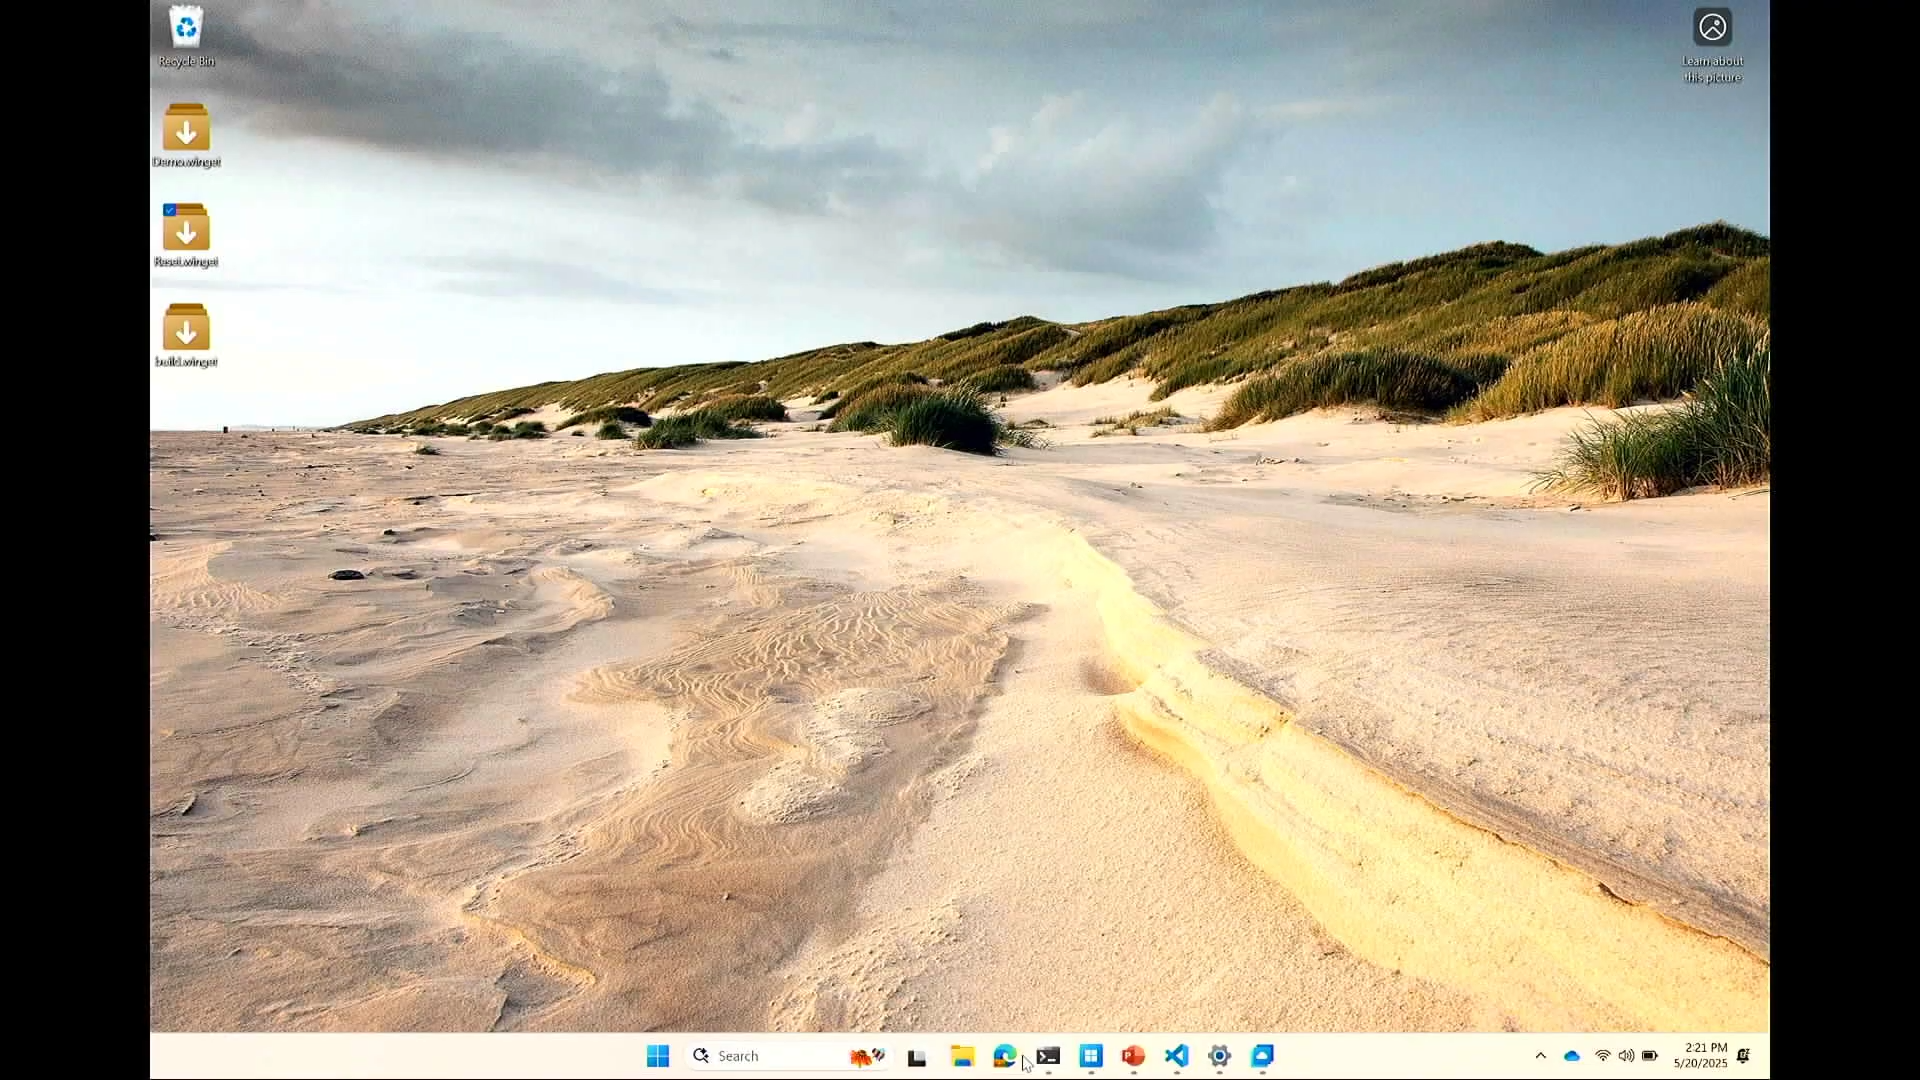 Recycle Bin
Learn about
this picture
Demo.winget
Reset.winget
build.winget
Search
2:21 PM
5/20/2025